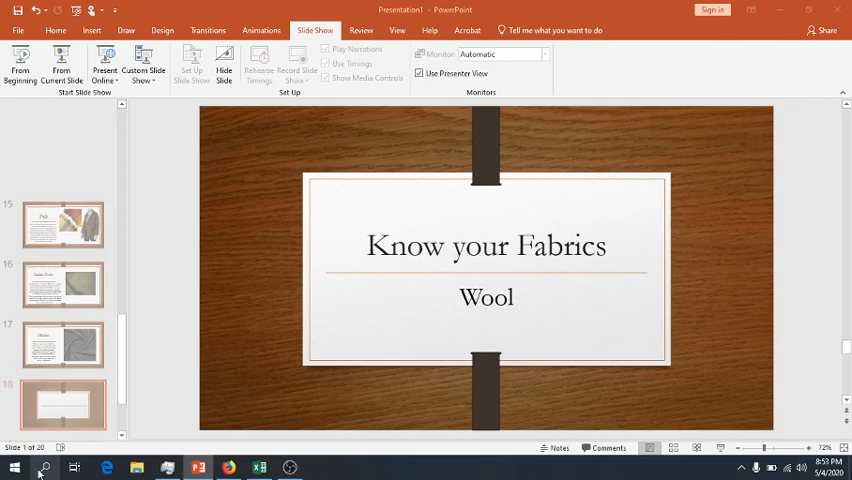 Presentation1 - PowerPoint
Sign in
File Home Insert Draw Design Transitions Animations Slide Show Review View Help Acrobat Tell me what you want to do Share
From Beginning
From Current Slide
Present Online
Custom Slide Show
Set Up Slide Show
Hide Slide
Rehearse Timings
Record Slide Show
Play Narrations
Use Timings
Show Media Controls
Monitor: Automatic
Use Presenter View
Start Slide Show
Set Up
Monitors
15
Felt
16
17
18
Know your Fabrics
Wool
Slide 1 of 20
Notes
Comments
72%
8:53 PM
5/4/2020